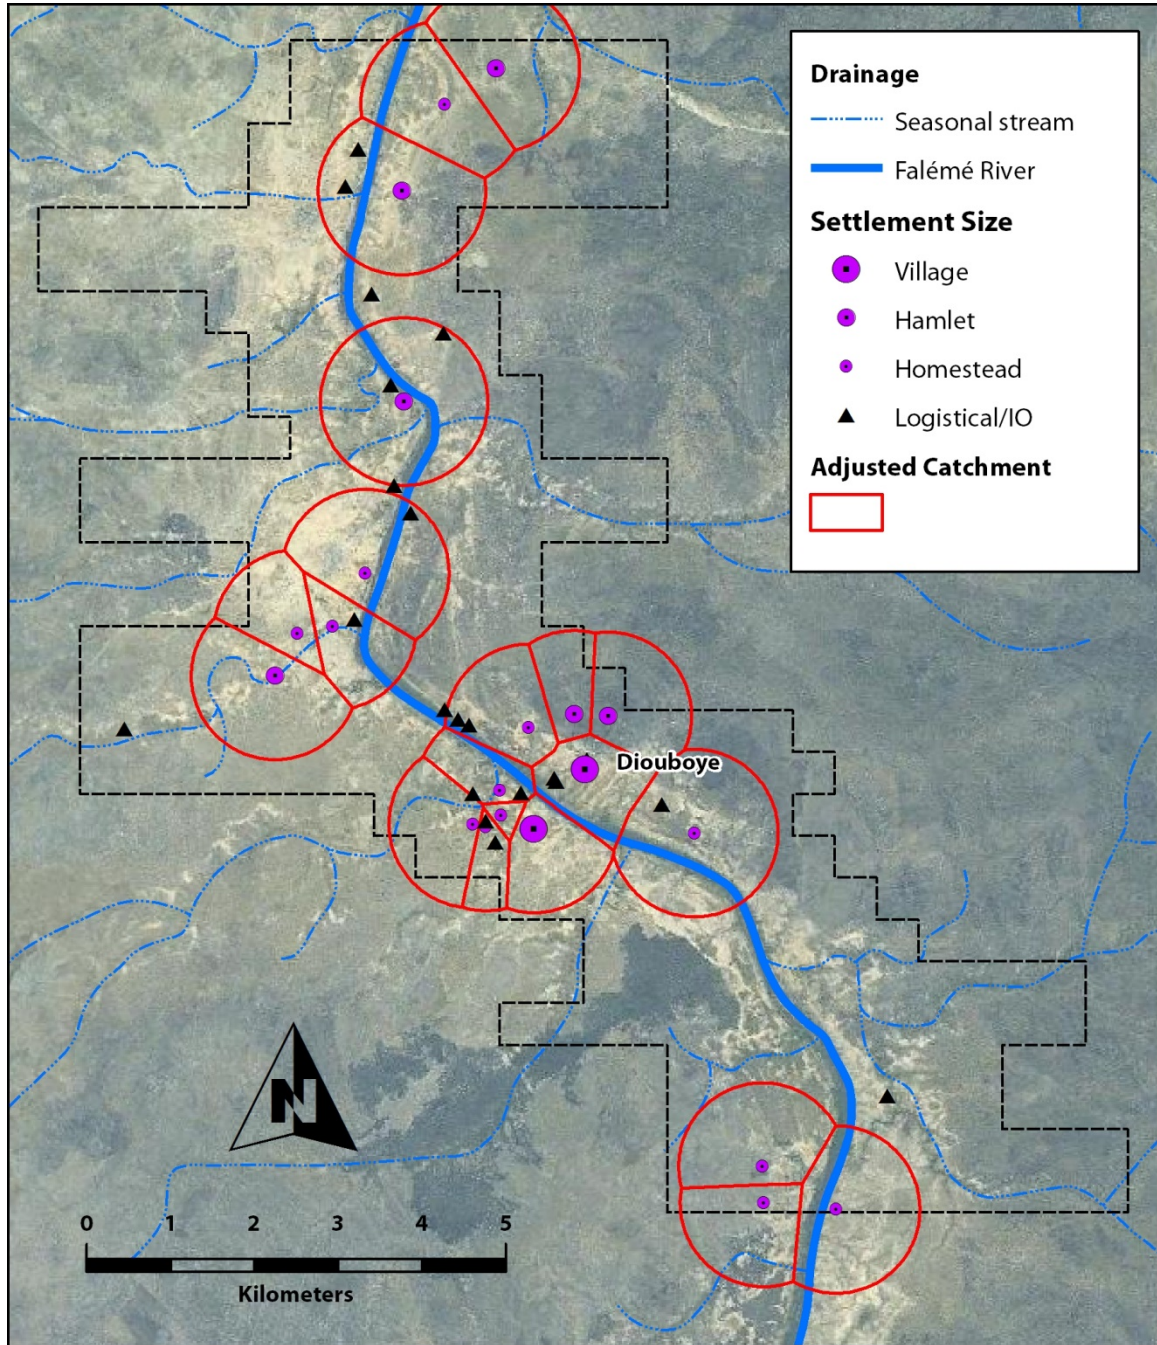 Drainage
Seasonal stream
Falémé River
Settlement Size
Village
Hamlet
Homestead
Logistical/IO
Adjusted Catchment
Diouboye
N
0 1 2 3 4 5
Kilometers